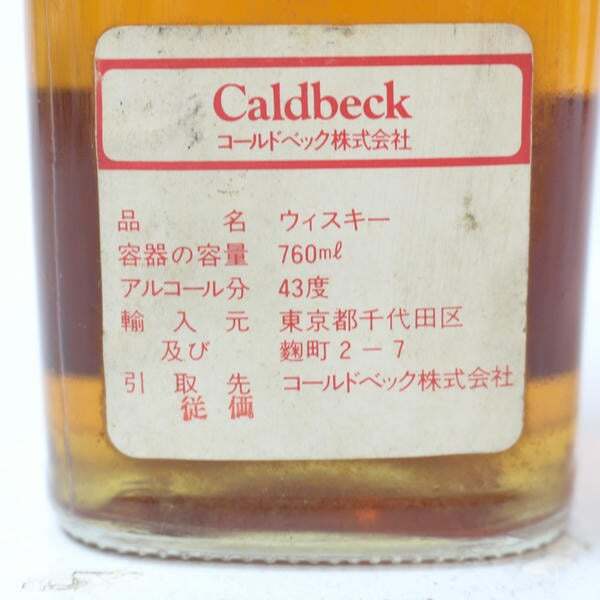 Caldbeck
コールドベック株式会社
品名 ウィスキー
容器の容量 760mℓ
アルコール分 43度
輸入元 東京都千代田区
及び 麹町2-7
引取先 コールドベック株式会社
従価